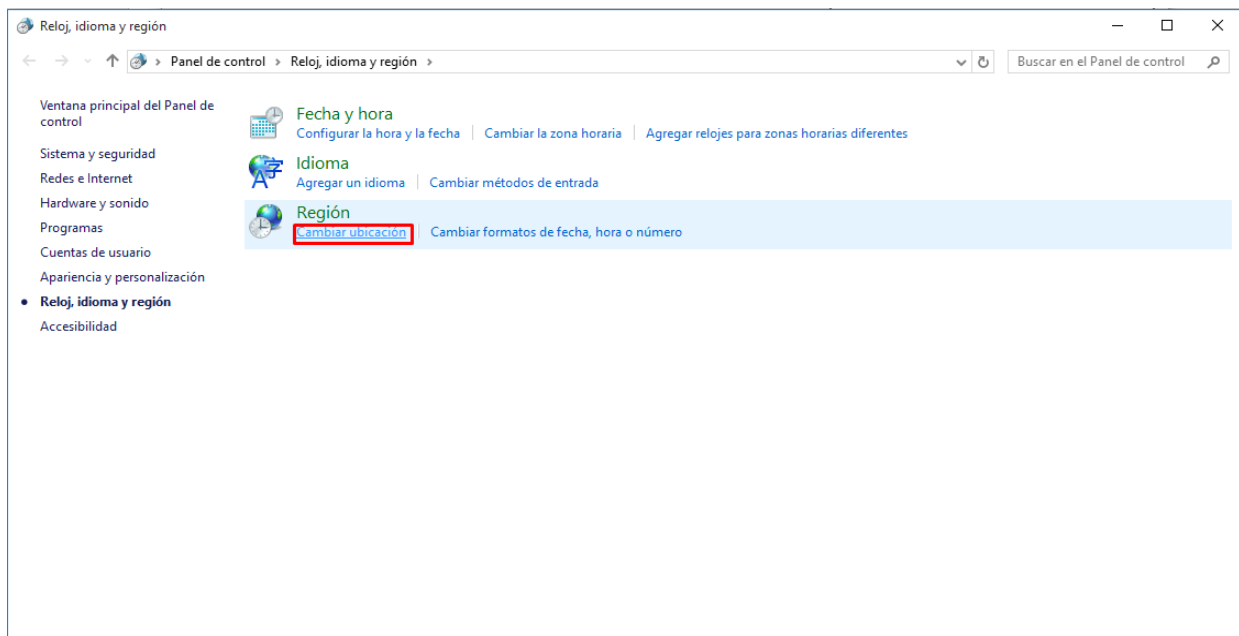 Reloj, idioma y región
Panel de control > Reloj, idioma y región >
Buscar en el Panel de control
Ventana principal del Panel de
control
Sistema y seguridad
Redes e Internet
Hardware y sonido
Programas
Cuentas de usuario
Apariencia y personalización
Reloj, idioma y región
Accesibilidad
Fecha y hora
Configurar la hora y la fecha | Cambiar la zona horaria | Agregar relojes para zonas horarias diferentes
Idioma
Agregar un idioma | Cambiar métodos de entrada
Región
Cambiar ubicación | Cambiar formatos de fecha, hora o número